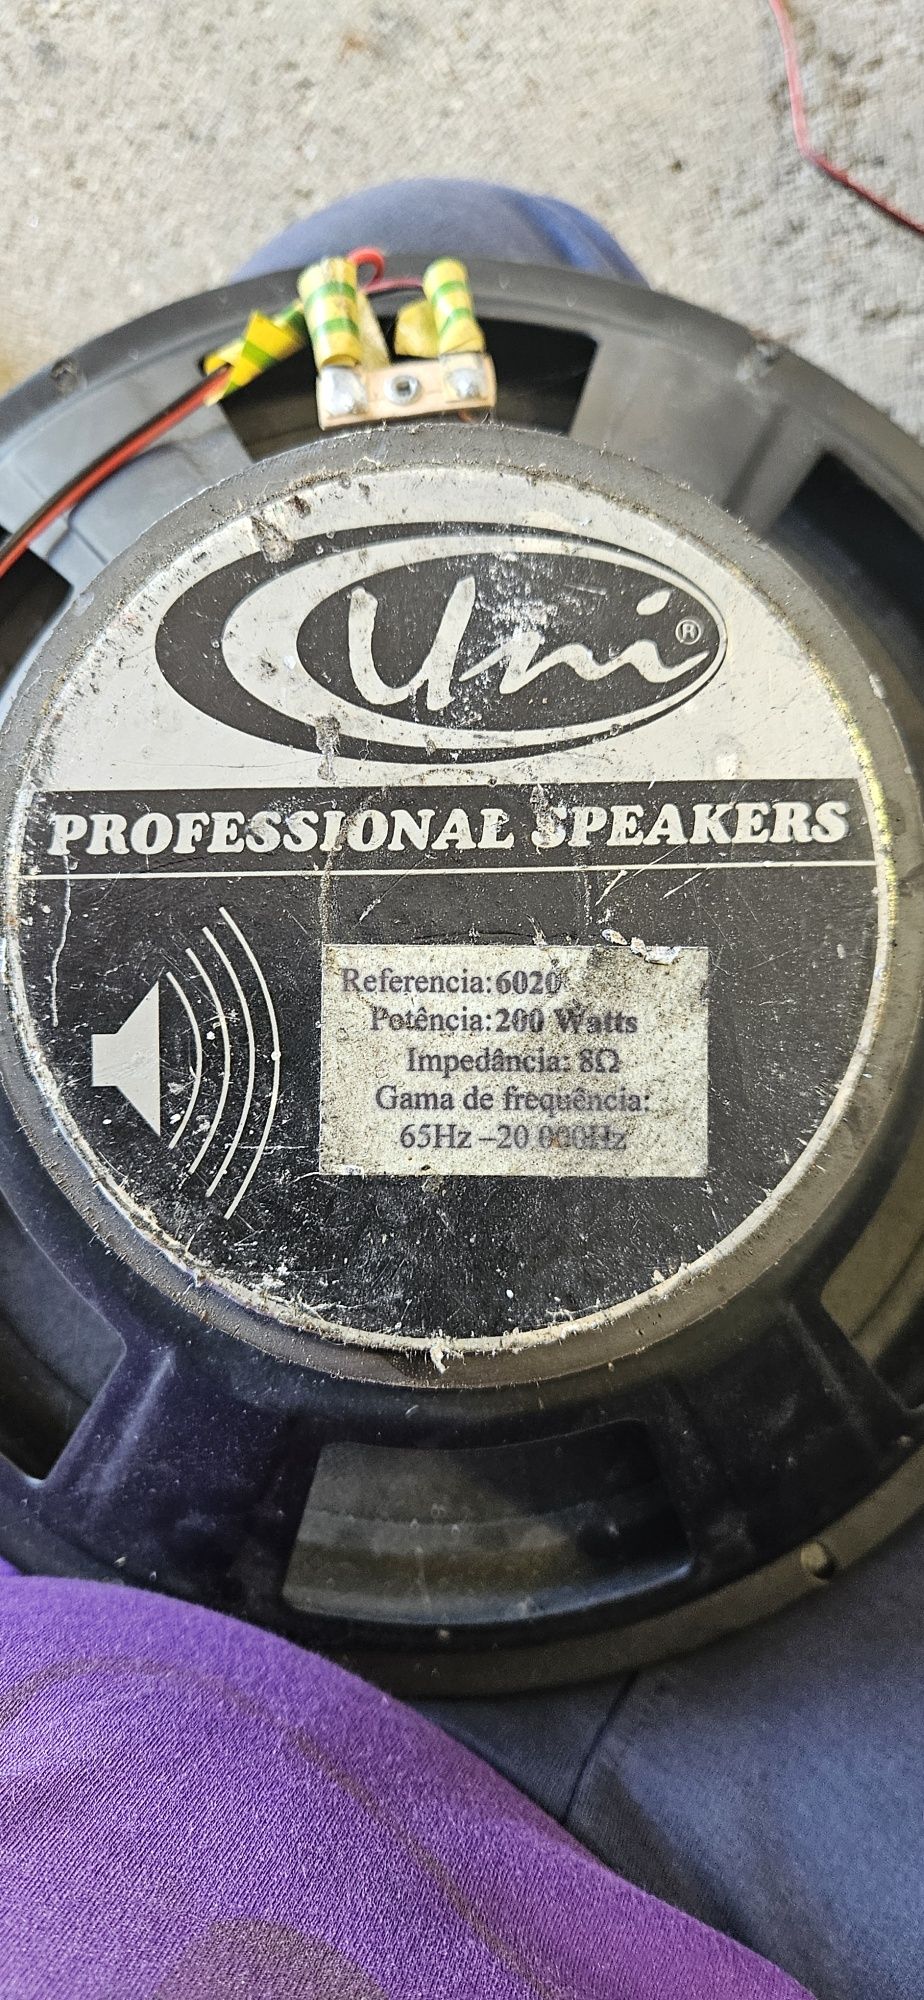 Uni®
PROFESSIONAL SPEAKERS
Referencia:6020
Potência:200 Watts
Impedância: 8Ω
Gama de frequência:
65Hz –20.000Hz